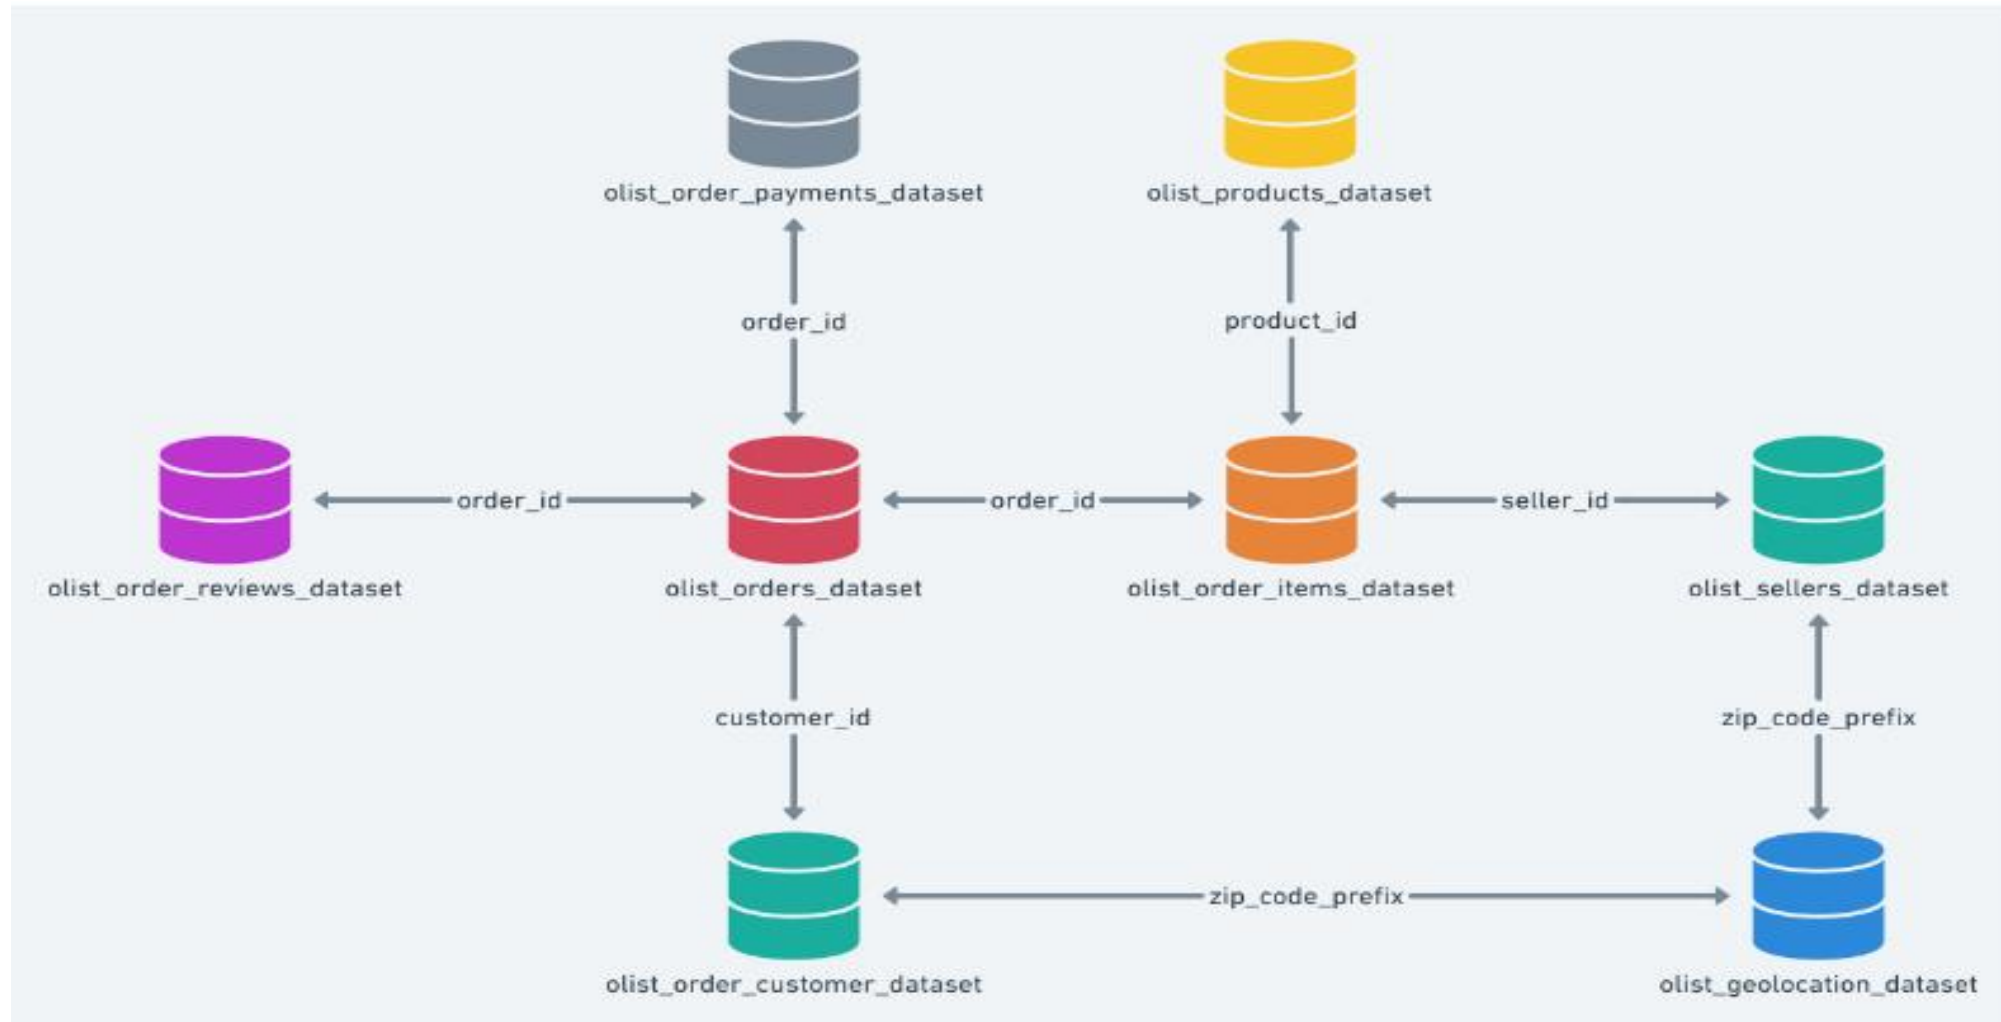 olist_order_payments_dataset
olist_products_dataset
order_id
product_id
order_id
order_id
seller_id
olist_order_reviews_dataset
olist_orders_dataset
olist_order_items_dataset
olist_sellers_dataset
customer_id
zip_code_prefix
zip_code_prefix
olist_order_customer_dataset
olist_geolocation_dataset